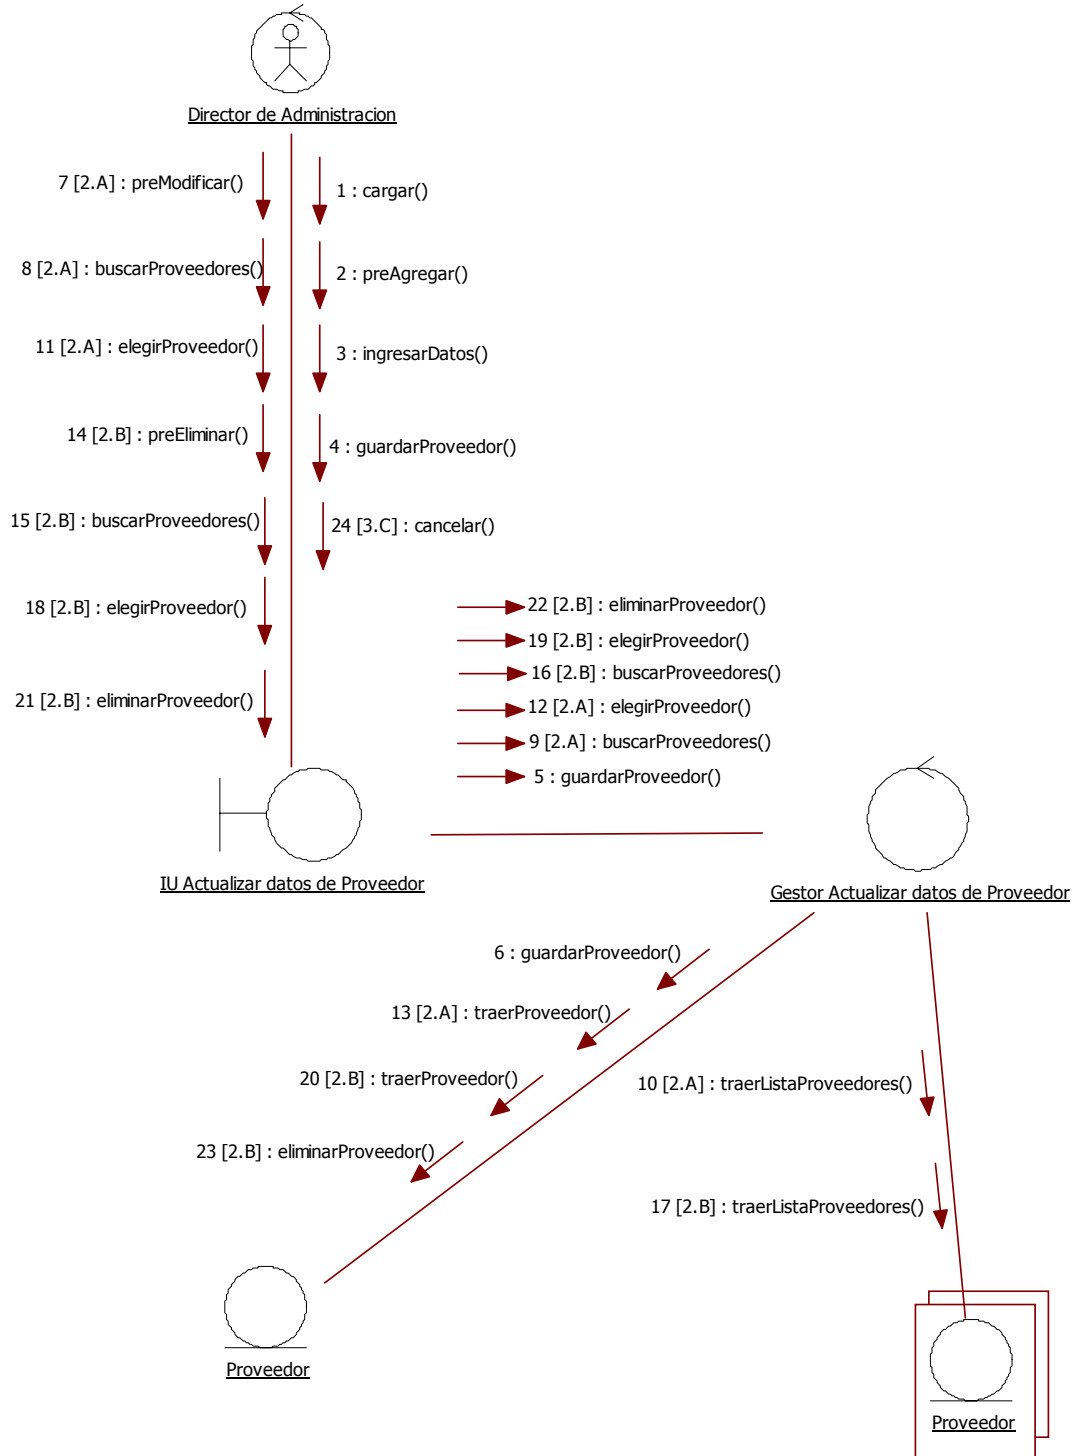 Director de Administracion
7 [2.A] : preModificar()
1 : cargar()
8 [2.A] : buscarProveedores()
2 : preAgregar()
11 [2.A] : elegirProveedor()
3 : ingresarDatos()
14 [2.B] : preEliminar()
4 : guardarProveedor()
15 [2.B] : buscarProveedores()
24 [3.C] : cancelar()
18 [2.B] : elegirProveedor()
22 [2.B] : eliminarProveedor()
19 [2.B] : elegirProveedor()
16 [2.B] : buscarProveedores()
21 [2.B] : eliminarProveedor()
12 [2.A] : elegirProveedor()
9 [2.A] : buscarProveedores()
5 : guardarProveedor()
IU Actualizar datos de Proveedor
Gestor Actualizar datos de Proveedor
6 : guardarProveedor()
13 [2.A] : traerProveedor()
20 [2.B] : traerProveedor()
10 [2.A] : traerListaProveedores()
23 [2.B] : eliminarProveedor()
17 [2.B] : traerListaProveedores()
Proveedor
Proveedor